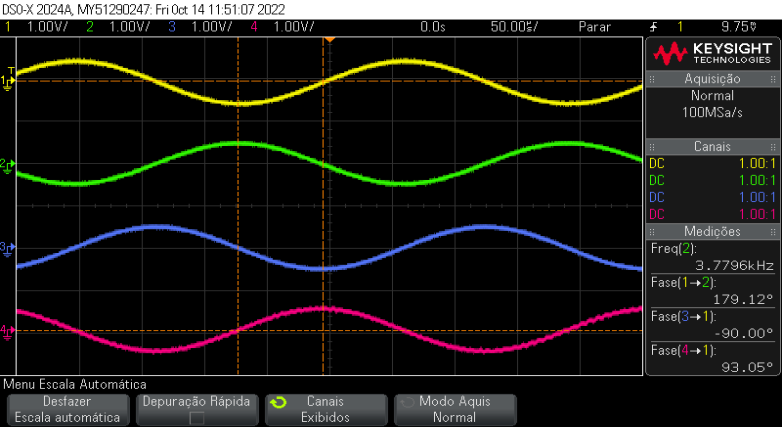 DSO-X 2024A, MY51290247: Fri Oct 14 11:51:07 2022
1 1.00V/ 2 1.00V/ 3 1.00V/ 4 1.00V/ 0.0s 50.00µs/ Parar 1 9.75V
KEYSIGHT
TECHNOLOGIES
Aquisição
Normal
100MSa/s
Canais
DC 1.00:1
DC 1.00:1
DC 1.00:1
DC 1.00:1
Medições
Freq(2):
3.7796kHz
Fase(1→2):
179.12°
Fase(3→1):
-90.00°
Fase(4→1):
93.05°
T
1
2
3
4
Menu Escala Automática
Desfazer
Escala automática
Depuração Rápida
Canais
Exibidos
Modo Aquis
Normal